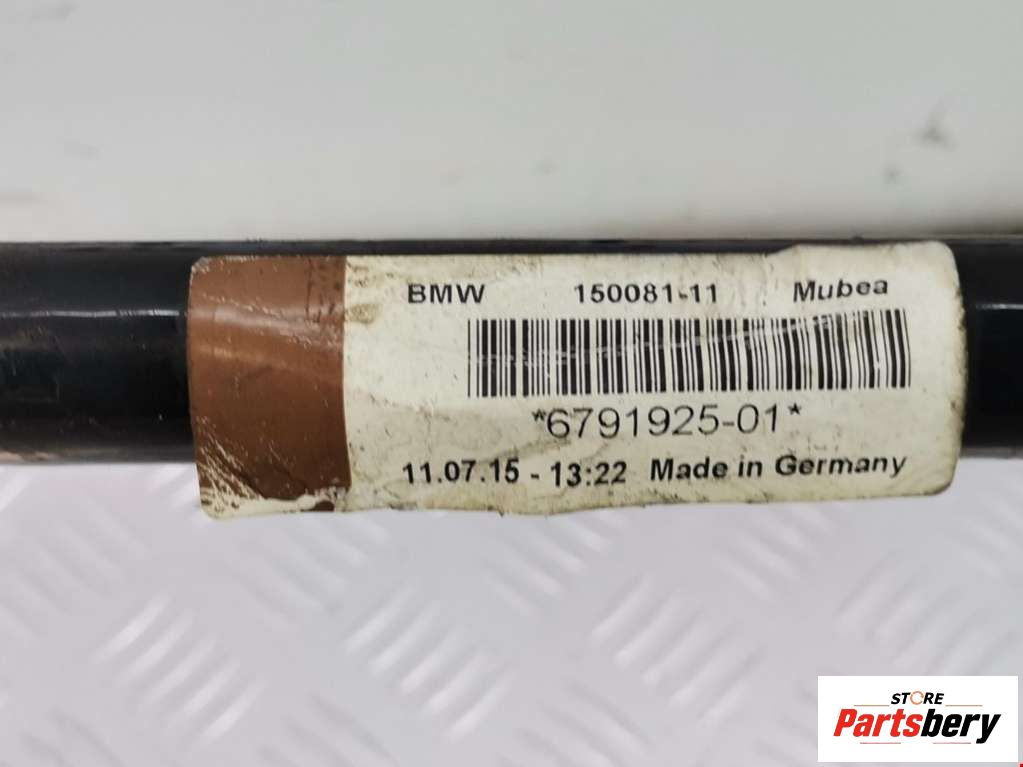 BMW 150081-11 Mubea
*6791925-01*
11.07.15 - 13:22 Made in Germany
STORE
Partsbery